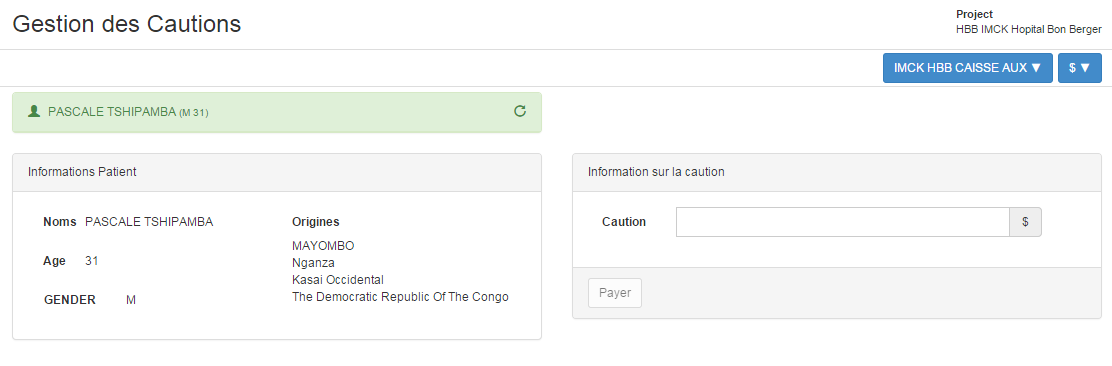 Gestion des Cautions
Project
HBB IMCK Hopital Bon Berger
IMCK HBB CAISSE AUX ▼
$ ▼
PASCALE TSHIPAMBA (M 31)
Informations Patient
Noms PASCALE TSHIPAMBA
Age 31
GENDER M
Origines
MAYOMBO
Nganza
Kasai Occidental
The Democratic Republic Of The Congo
Information sur la caution
Caution $
Payer